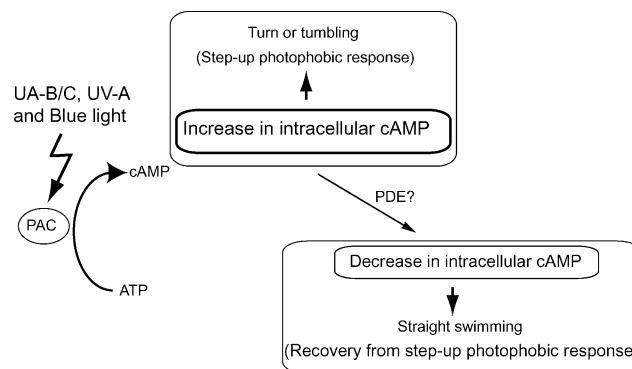 Turn or tumbling
(Step-up photophobic response)
UA-B/C, UV-A
and Blue light
Increase in intracellular cAMP
cAMP
PDE?
PAC
Decrease in intracellular cAMP
ATP
Straight swimming
(Recovery from step-up photophobic response